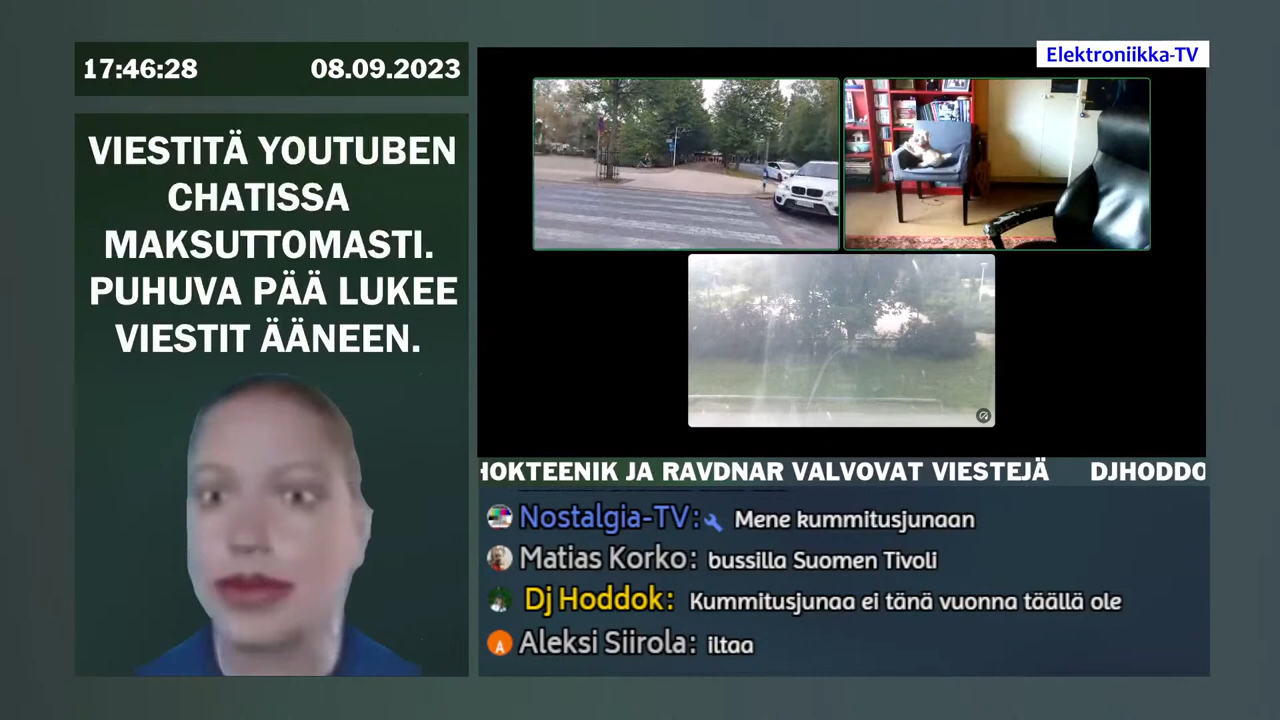 17:46:28 08.09.2023
VIESTITÄ YOUTUBEN
CHATISSA
MAKSUTTOMASTI.
PUHUVA PÄÄ LUKEE
VIESTIT ÄÄNEEN.
Elektroniikka-TV
HOKTEENIK JA RAVDNAR VALVOVAT VIESTEJÄ DJHODDO
Nostalgia-TV: Mene kummitusjunaan
Matias Korko: bussilla Suomen Tivoli
Dj Hoddok: Kummitusjunaa ei tänä vuonna täällä ole
A Aleksi Siirola: iltaa